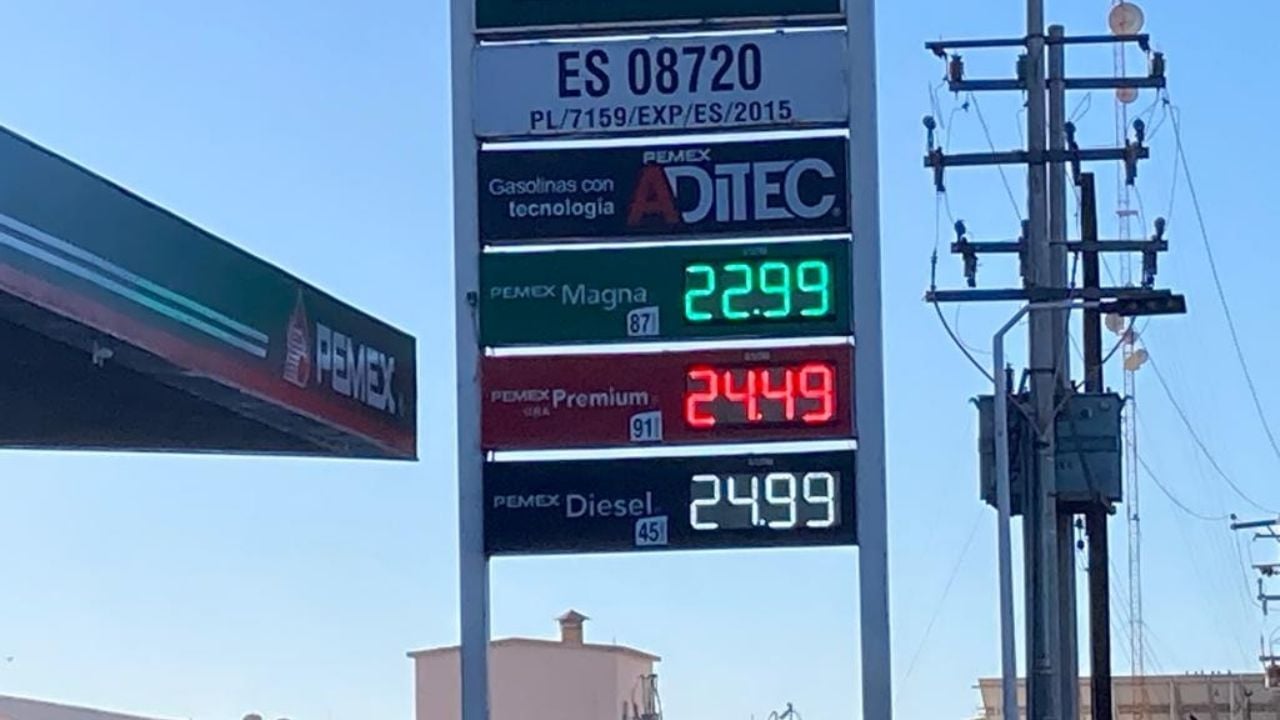 ES 08720
PL/7159/EXP/ES/2015
PEMEX
Gasolinas con
tecnología
ADITEC
PEMEX Magna
87
22.99
PEMEX Premium
91
24.49
PEMEX Diesel
45
24.99
PEMEX